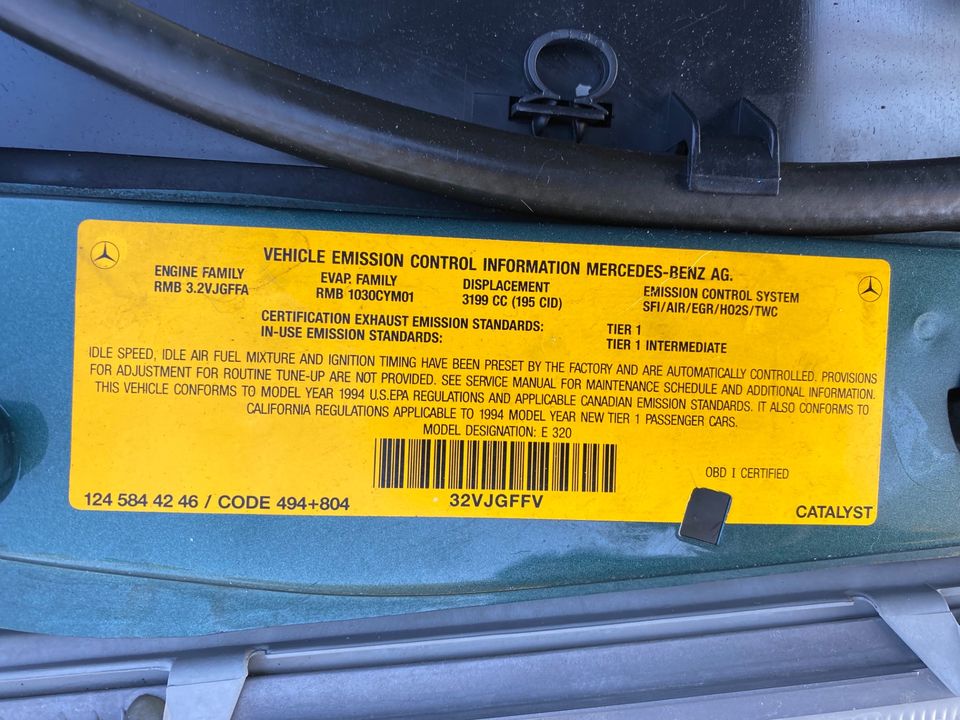 VEHICLE EMISSION CONTROL INFORMATION MERCEDES-BENZ AG.
ENGINE FAMILY
RMB 3.2VJGFFA
EVAP. FAMILY
RMB 1030CYM01
DISPLACEMENT
3199 CC (195 CID)
EMISSION CONTROL SYSTEM
SFI/AIR/EGR/HO2S/TWC
CERTIFICATION EXHAUST EMISSION STANDARDS: TIER 1
IN-USE EMISSION STANDARDS: TIER 1 INTERMEDIATE
IDLE SPEED, IDLE AIR FUEL MIXTURE AND IGNITION TIMING HAVE BEEN PRESET BY THE FACTORY AND ARE AUTOMATICALLY CONTROLLED. PROVISIONS
FOR ADJUSTMENT FOR ROUTINE TUNE-UP ARE NOT PROVIDED. SEE SERVICE MANUAL FOR MAINTENANCE SCHEDULE AND ADDITIONAL INFORMATION.
THIS VEHICLE CONFORMS TO MODEL YEAR 1994 U.S.EPA REGULATIONS AND APPLICABLE CANADIAN EMISSION STANDARDS. IT ALSO CONFORMS TO
CALIFORNIA REGULATIONS APPLICABLE TO 1994 MODEL YEAR NEW TIER 1 PASSENGER CARS.
MODEL DESIGNATION: E 320
OBD I CERTIFIED
124 584 42 46 / CODE 494+804
32VJGFFV
CATALYST